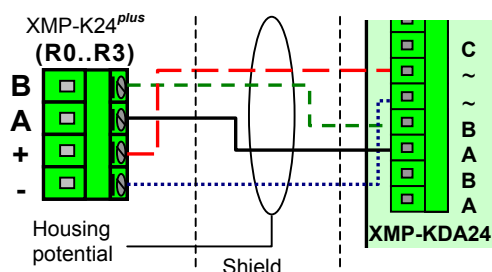 XMP-K24plus
(R0..R3)
B
A
+
-
Housing
potential
Shield
C
~
~
B
A
B
A
XMP-KDA24